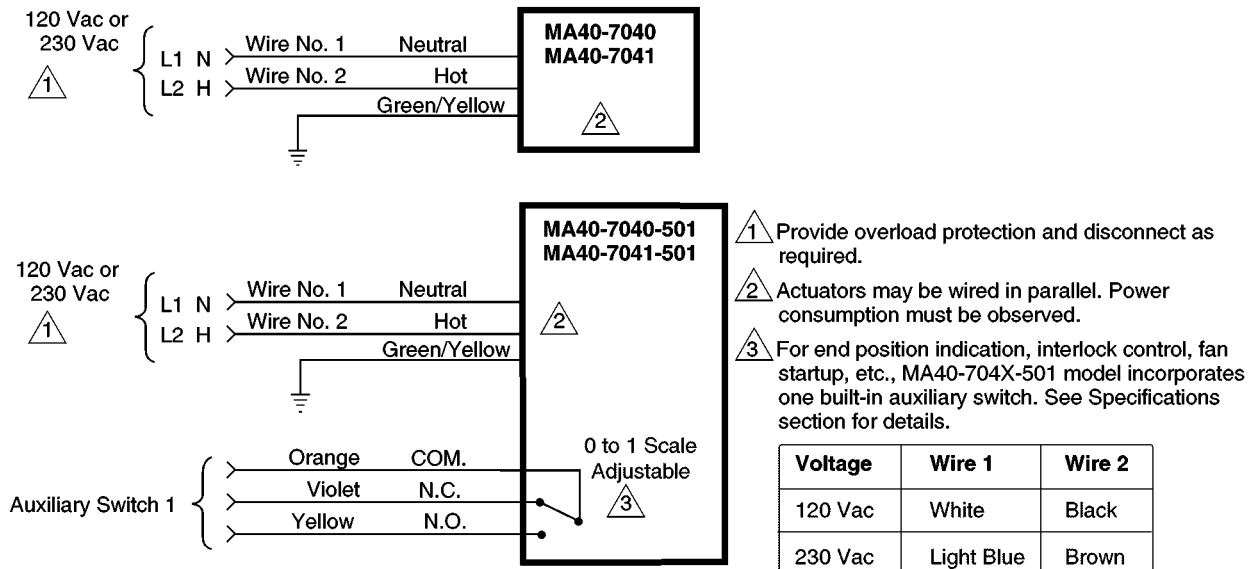 120 Vac or
230 Vac
1
L1 N
L2 H
Wire No. 1 Neutral
Wire No. 2 Hot
Green/Yellow
MA40-7040
MA40-7041
2
120 Vac or
230 Vac
1
L1 N
L2 H
Wire No. 1 Neutral
Wire No. 2 Hot
Green/Yellow
MA40-7040-501
MA40-7041-501
2
Auxiliary Switch 1
Orange COM.
Violet N.C.
Yellow N.O.
0 to 1 Scale
Adjustable
3
1 Provide overload protection and disconnect as
required.
2 Actuators may be wired in parallel. Power
consumption must be observed.
3 For end position indication, interlock control, fan
startup, etc., MA40-704X-501 model incorporates
one built-in auxiliary switch. See Specifications
section for details.
Voltage Wire 1 Wire 2
120 Vac White Black
230 Vac Light Blue Brown